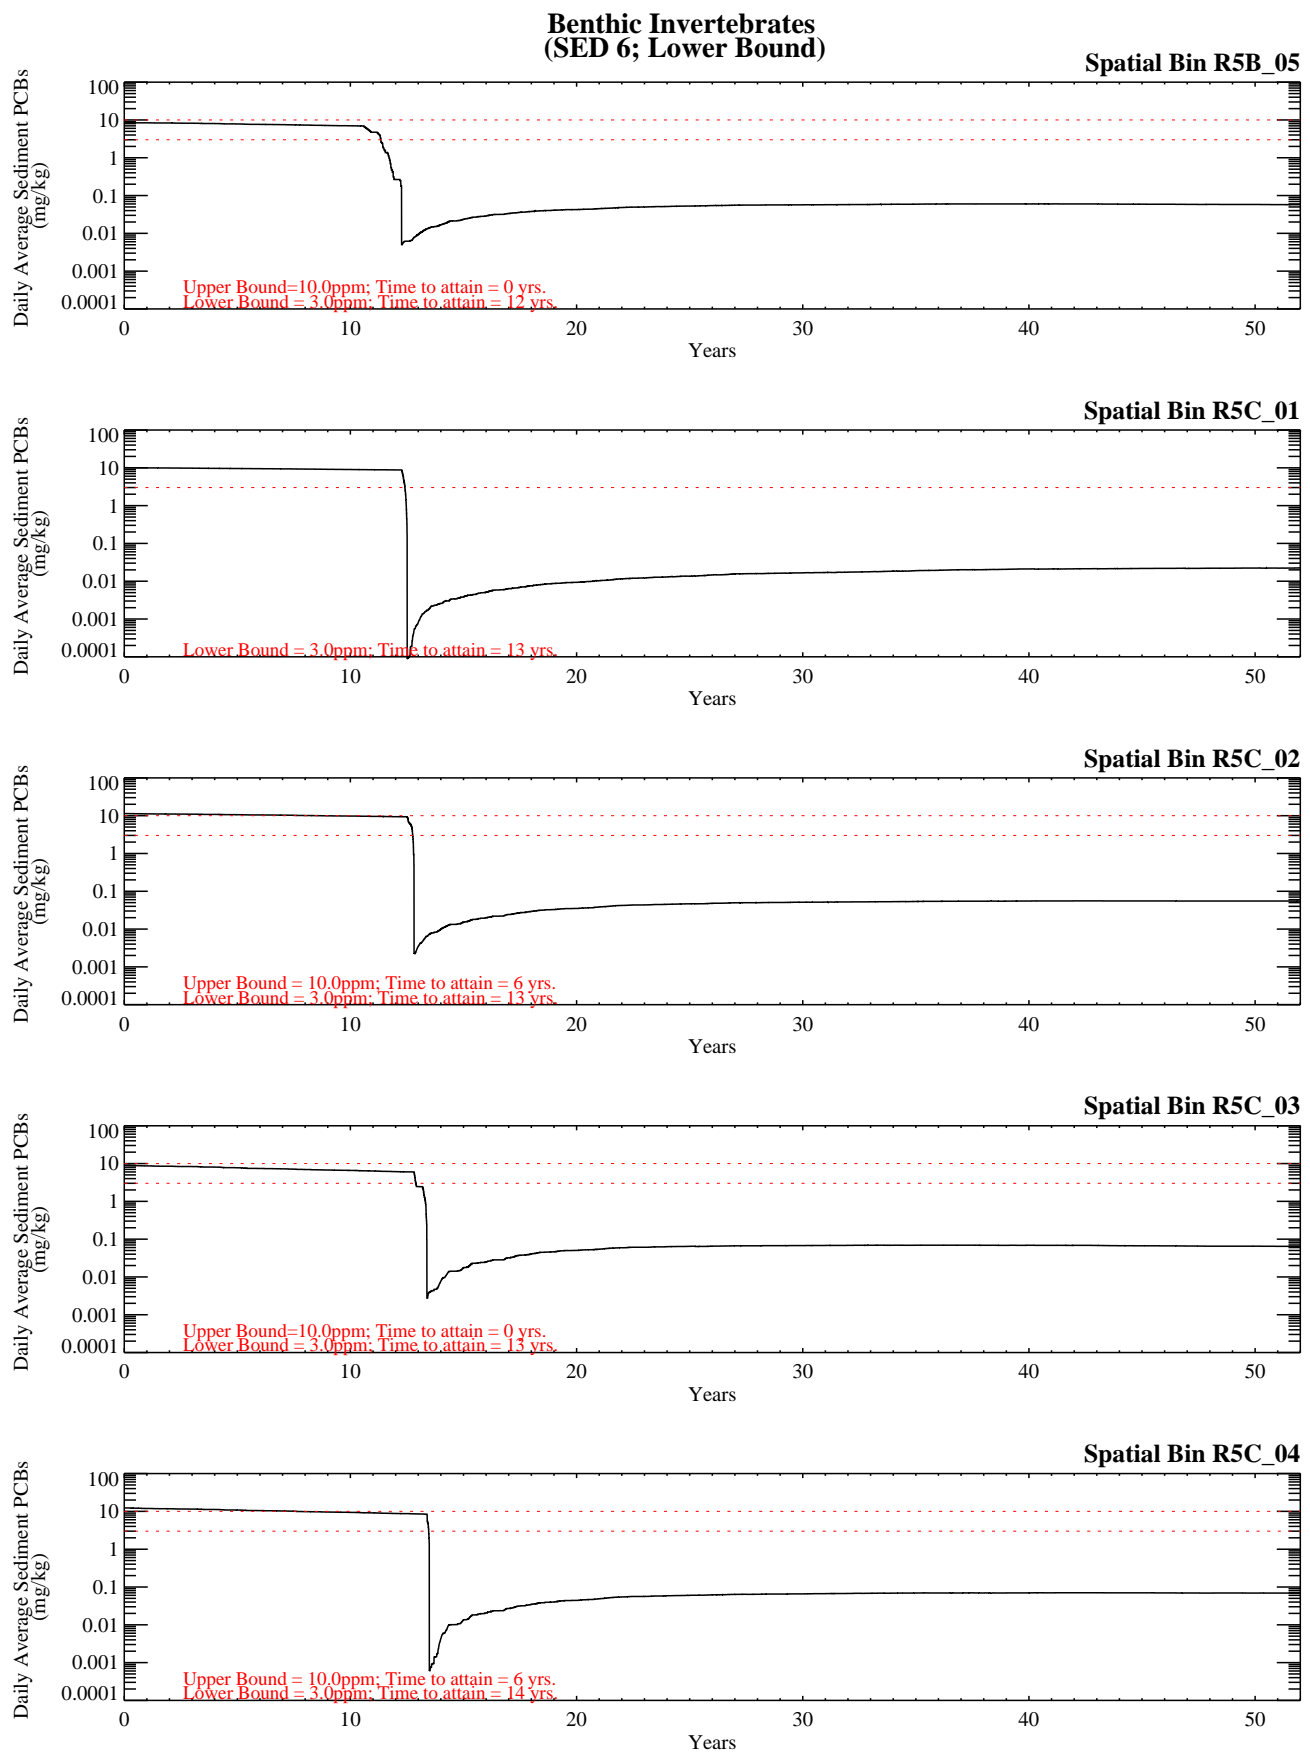 Benthic Invertebrates
(SED 6; Lower Bound)
Spatial Bin R5B_05
Daily Average Sediment PCBs
(mg/kg)
100
10
1
0.1
0.01
0.001
0.0001
Upper Bound=10.0ppm; Time to attain = 0 yrs.
Lower Bound = 3.0ppm; Time to attain = 12 yrs.
0 10 20 30 40 50
Years
Spatial Bin R5C_01
Daily Average Sediment PCBs
(mg/kg)
100
10
1
0.1
0.01
0.001
0.0001
Lower Bound = 3.0ppm; Time to attain = 13 yrs.
0 10 20 30 40 50
Years
Spatial Bin R5C_02
Daily Average Sediment PCBs
(mg/kg)
100
10
1
0.1
0.01
0.001
0.0001
Upper Bound = 10.0ppm; Time to attain = 6 yrs.
Lower Bound = 3.0ppm; Time to attain = 13 yrs.
0 10 20 30 40 50
Years
Spatial Bin R5C_03
Daily Average Sediment PCBs
(mg/kg)
100
10
1
0.1
0.01
0.001
0.0001
Upper Bound=10.0ppm; Time to attain = 0 yrs.
Lower Bound = 3.0ppm; Time to attain = 13 yrs.
0 10 20 30 40 50
Years
Spatial Bin R5C_04
Daily Average Sediment PCBs
(mg/kg)
100
10
1
0.1
0.01
0.001
0.0001
Upper Bound = 10.0ppm; Time to attain = 6 yrs.
Lower Bound = 3.0ppm; Time to attain = 14 yrs.
0 10 20 30 40 50
Years